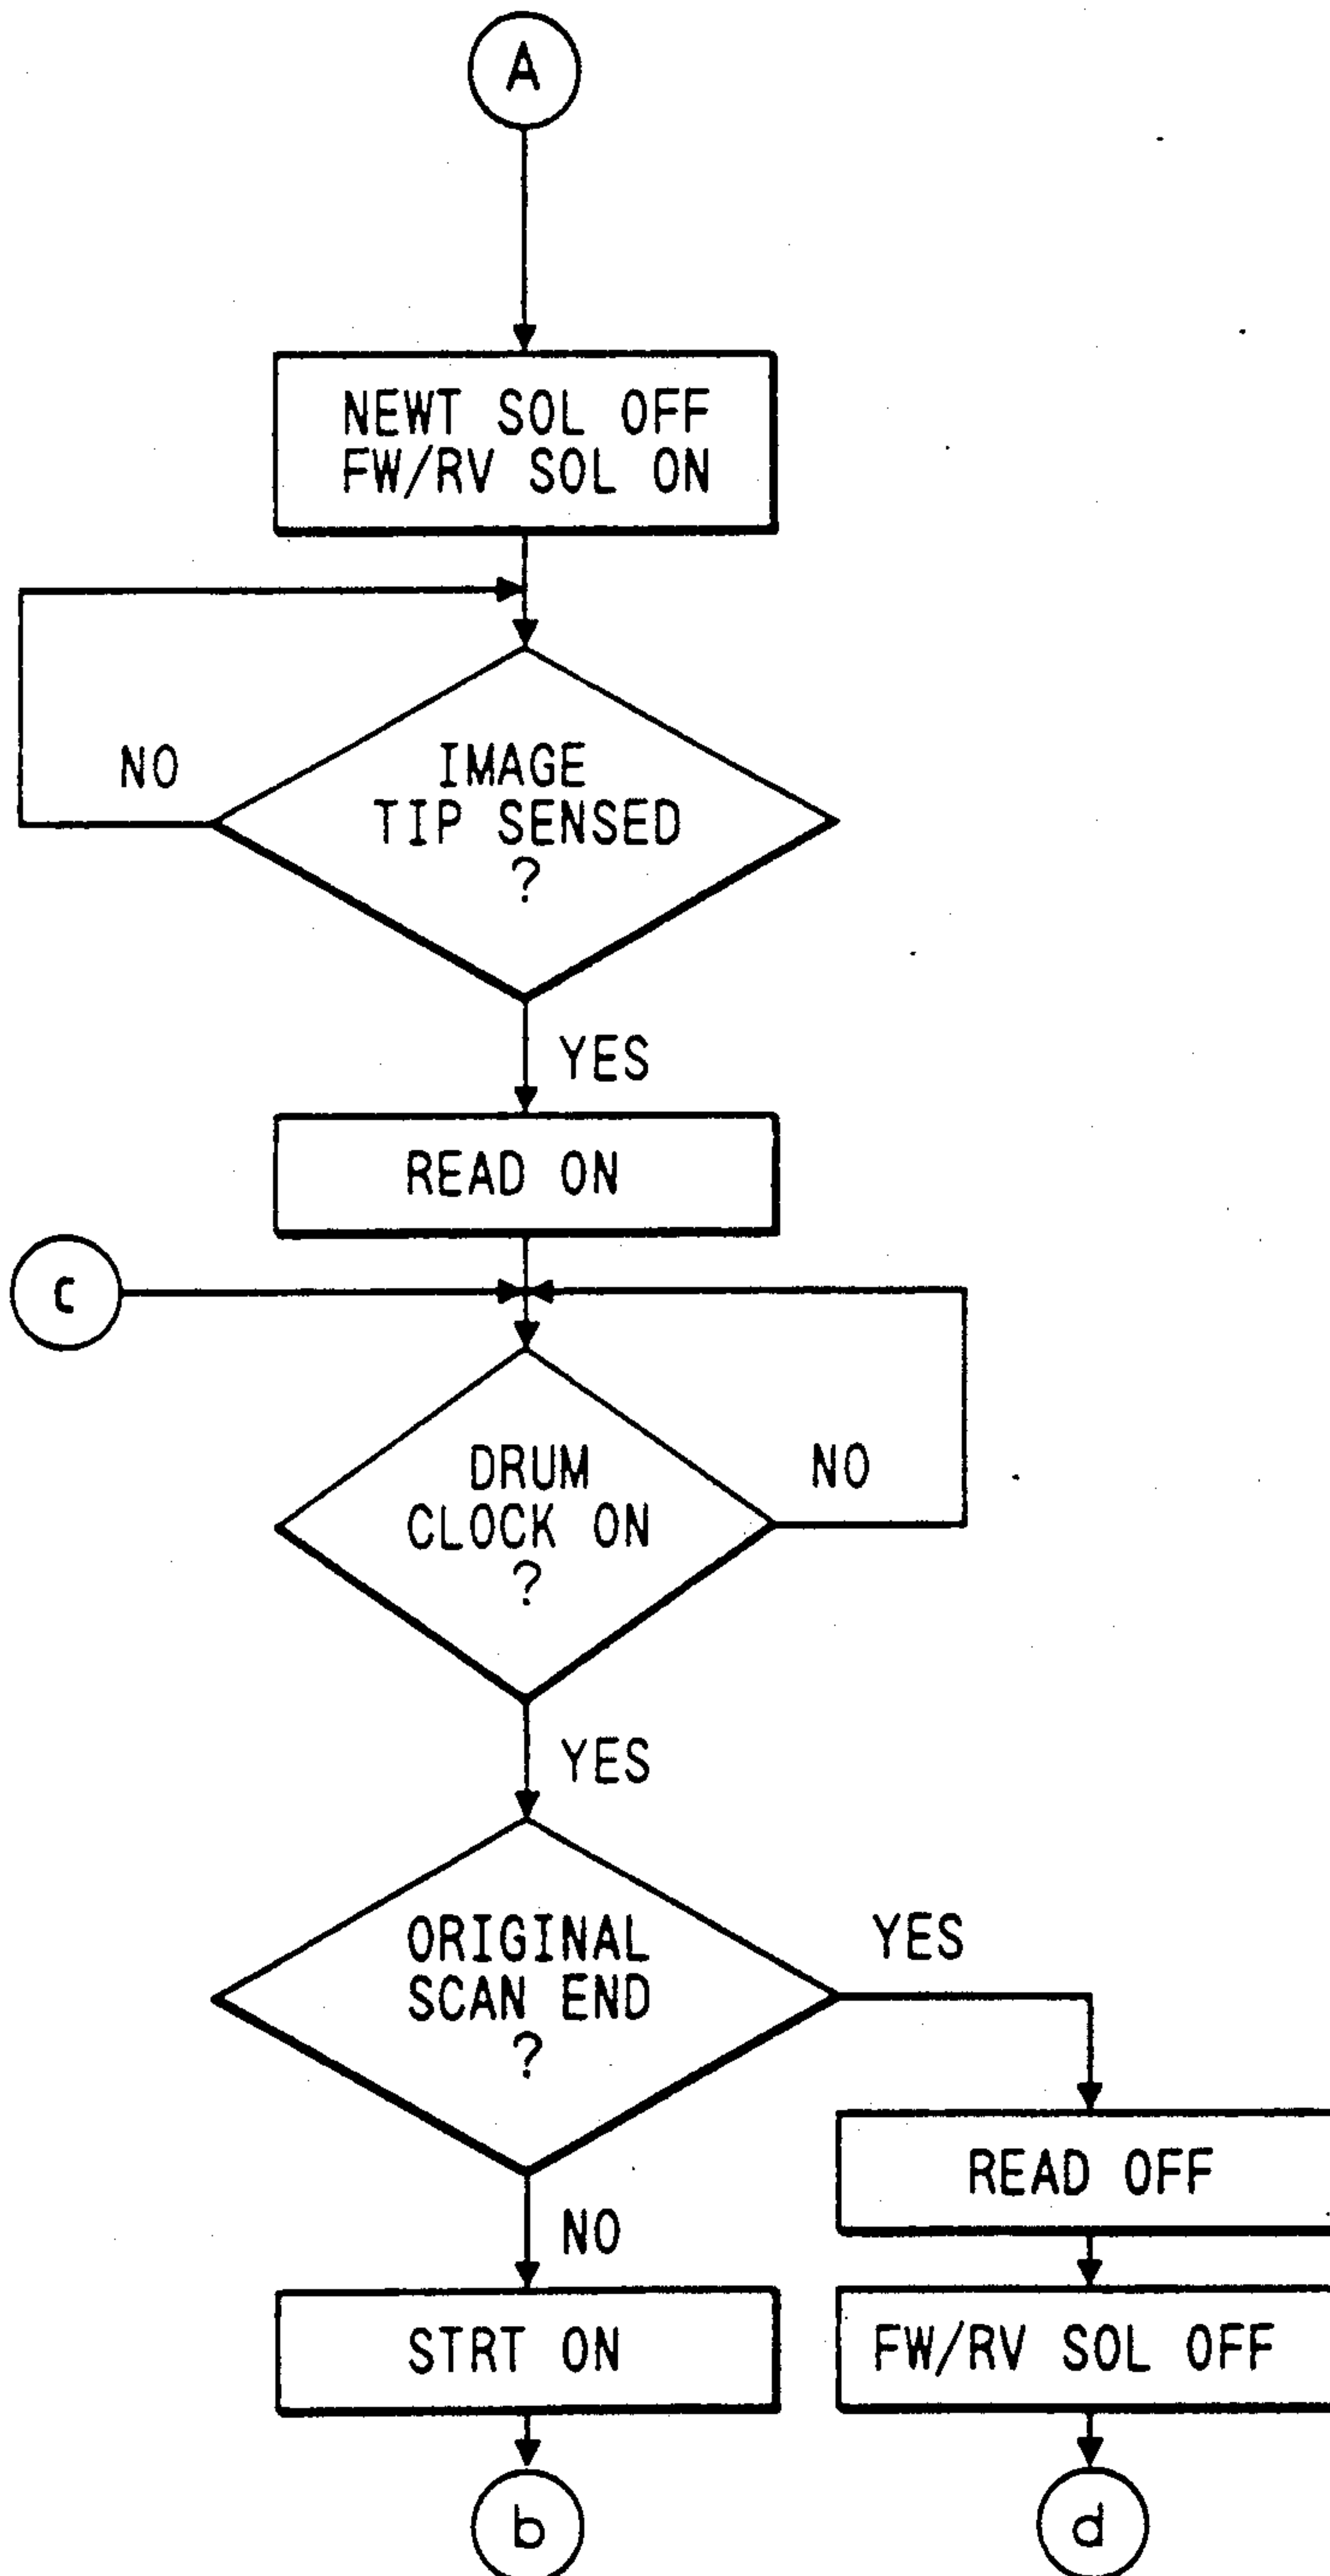 A
NEWT SOL OFF
FW/RV SOL ON
NO
IMAGE
TIP SENSED
?
YES
READ ON
c
DRUM
CLOCK ON
?
NO
YES
ORIGINAL
SCAN END
?
YES
READ OFF
NO
STRT ON
FW/RV SOL OFF
b
d